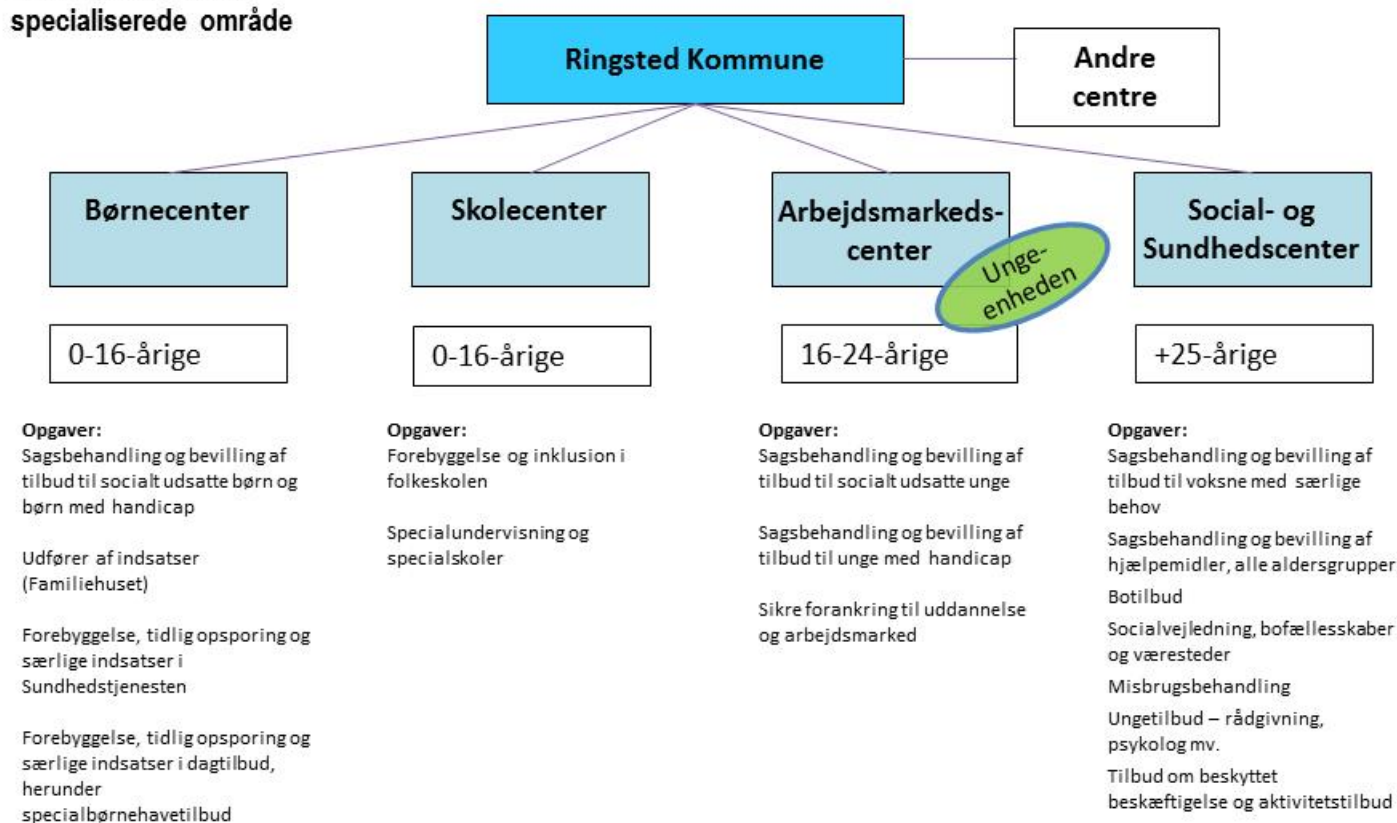 specialiserede område
Ringsted Kommune
Andre
centre
Børnecenter
Skolecenter
Arbejdsmarkeds-
center
Unge-
enheden
Social- og
Sundhedscenter
0-16-årige
0-16-årige
16-24-årige
+25-årige
Opgaver:
Sagsbehandling og bevilling af
tilbud til socialt udsatte børn og
børn med handicap
Udfører af indsatser
(Familiehuset)
Forebyggelse, tidlig opsporing og
særlige indsatser i
Sundhedstjenesten
Forebyggelse, tidlig opsporing og
særlige indsatser i dagtilbud,
herunder
specialbørnehavetilbud
Opgaver:
Forebyggelse og inklusion i
folkeskolen
Specialundervisning og
specialskoler
Opgaver:
Sagsbehandling og bevilling af
tilbud til socialt udsatte unge
Sagsbehandling og bevilling af
tilbud til unge med handicap
Sikre forankring til uddannelse
og arbejdsmarked
Opgaver:
Sagsbehandling og bevilling af
tilbud til voksne med særlige
behov
Sagsbehandling og bevilling af
hjælpemidler, alle aldersgrupper
Botilbud
Socialvejledning, bofællesskaber
og væresteder
Misbrugsbehandling
Ungetilbud – rådgivning,
psykolog mv.
Tilbud om beskyttet
beskæftigelse og aktivitetstilbud